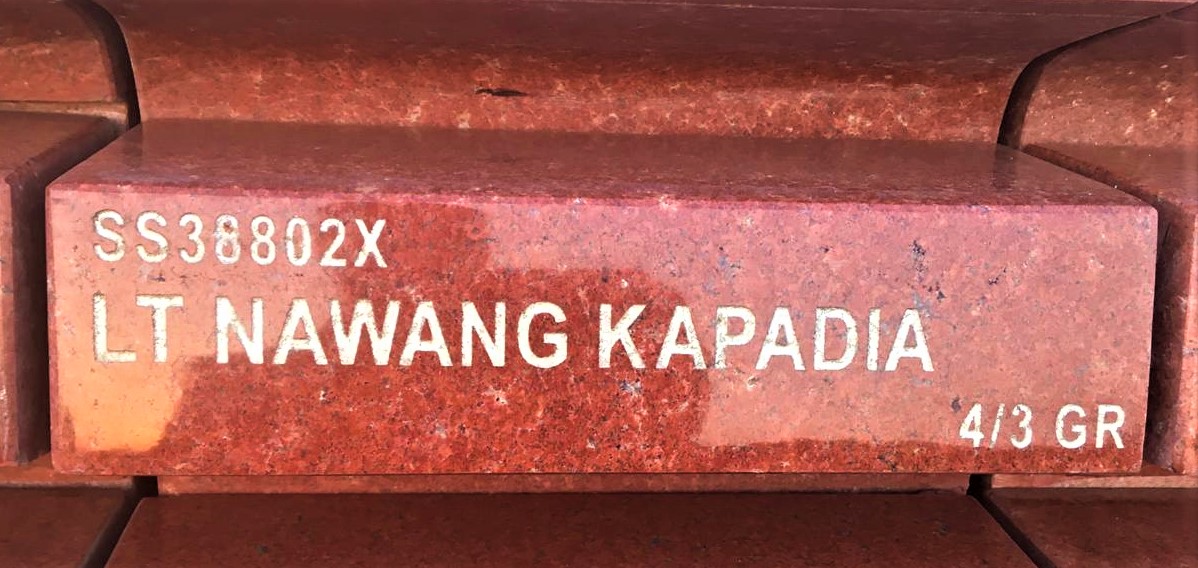 SS38802X
LT NAWANG KAPADIA
4/3 GR